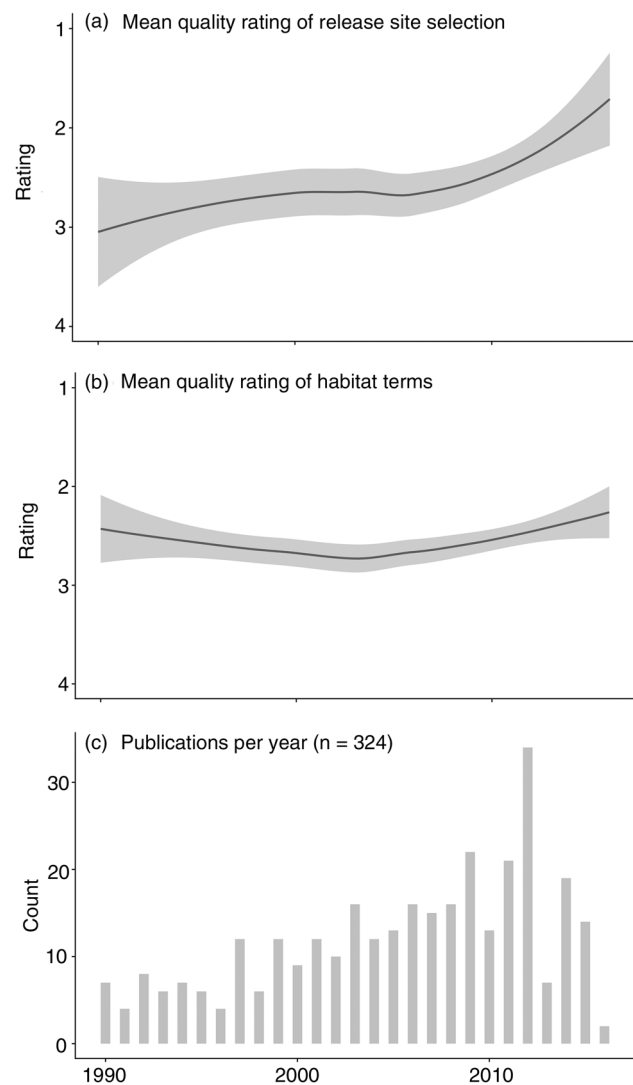 (a) Mean quality rating of release site selection
1
2
3
4
Rating
(b) Mean quality rating of habitat terms
1
2
3
4
Rating
(c) Publications per year (n = 324)
30
20
10
0
Count
1990 2000 2010